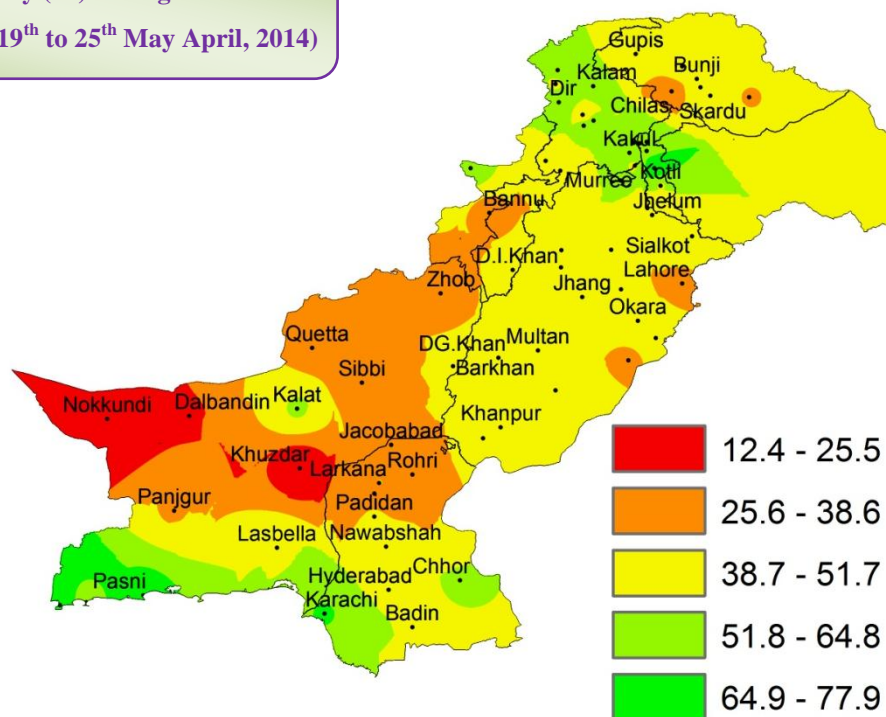 19th to 25th May April, 2014)
Gupis
Bunji
Kalam
Dir
Chilas
Skardu
Kakul
Murree
Kotli
Bannu
Jhelum
Sialkot
D.I.Khan
Lahore
Zhob
Jhang
Okara
Quetta
DG.Khan
Multan
Sibbi
Barkhan
Nokkundi
Dalbandin
Kalat
Khanpur
Jacobabad
Khuzdar
Larkana
Rohri
Panjgur
Padidan
Lasbella
Nawabshah
Pasni
Hyderabad
Chhor
Karachi
Badin
12.4 - 25.5
25.6 - 38.6
38.7 - 51.7
51.8 - 64.8
64.9 - 77.9